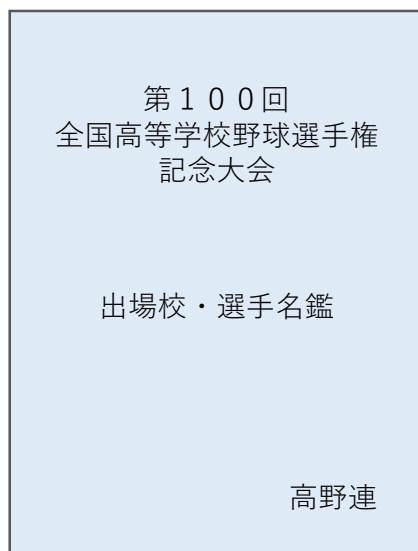 第１００回
全国高等学校野球選手権
記念大会
出場校・選手名鑑
高野連